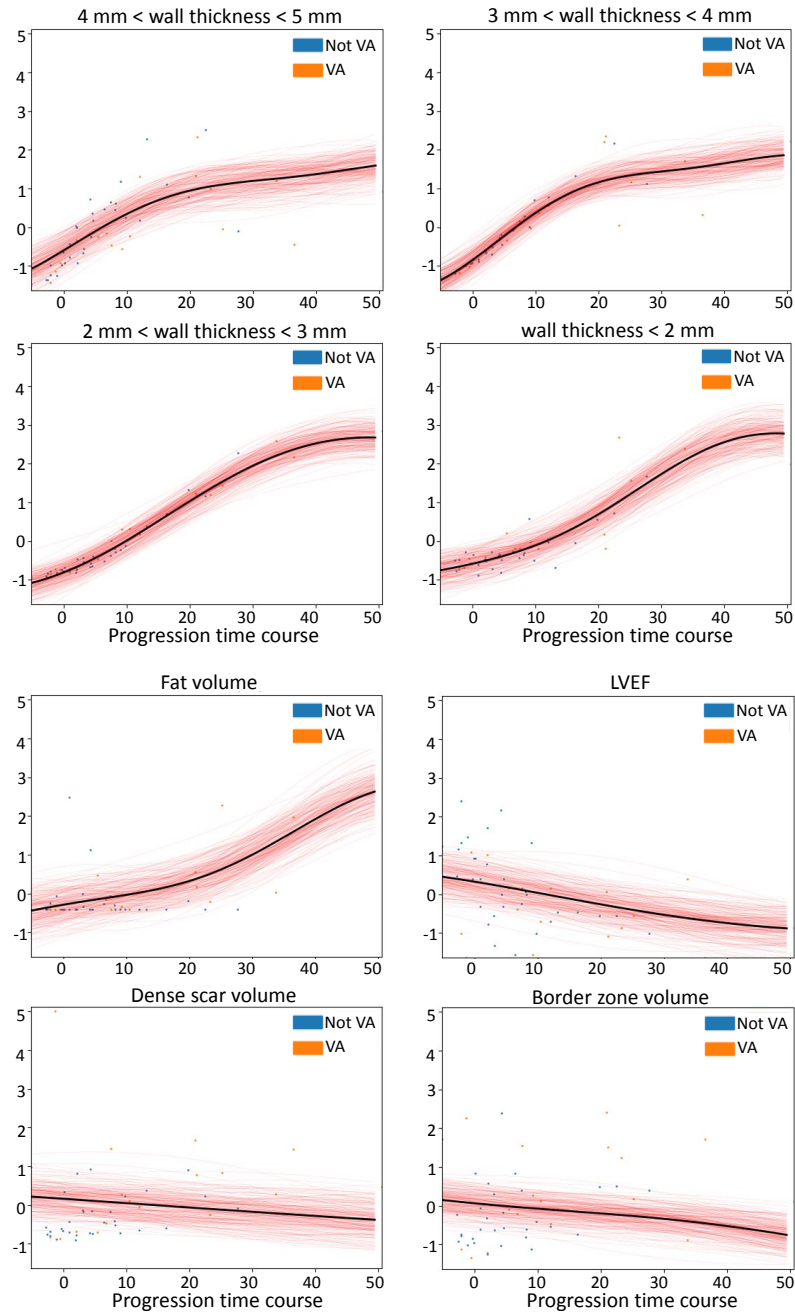 4 mm < wall thickness < 5 mm
5
4
3
2
1
0
-1
Not VA
VA
0 10 20 30 40 50
3 mm < wall thickness < 4 mm
5
4
3
2
1
0
-1
Not VA
VA
0 10 20 30 40 50
2 mm < wall thickness < 3 mm
5
4
3
2
1
0
-1
Not VA
VA
0 10 20 30 40 50
Progression time course
wall thickness < 2 mm
5
4
3
2
1
0
-1
Not VA
VA
0 10 20 30 40 50
Progression time course
Fat volume
5
4
3
2
1
0
-1
Not VA
VA
0 10 20 30 40 50
LVEF
5
4
3
2
1
0
-1
Not VA
VA
0 10 20 30 40 50
Dense scar volume
5
4
3
2
1
0
-1
Not VA
VA
0 10 20 30 40 50
Progression time course
Border zone volume
5
4
3
2
1
0
-1
Not VA
VA
0 10 20 30 40 50
Progression time course